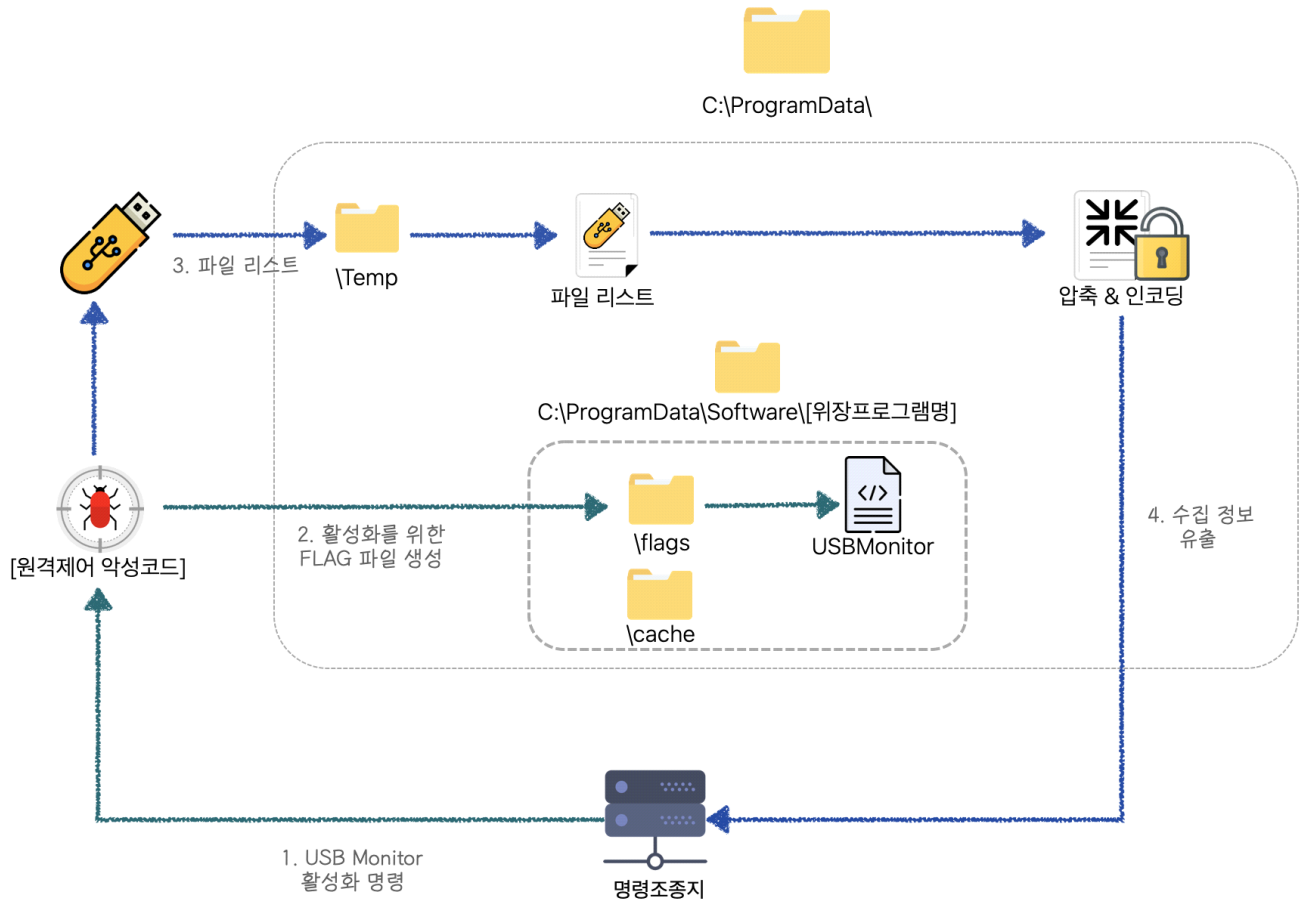 C:\ProgramData\
3. 파일 리스트
\Temp
파일 리스트
압축 & 인코딩
C:\ProgramData\Software\[위장프로그램명]
2. 활성화를 위한
FLAG 파일 생성
\flags
USBMonitor
\cache
[원격제어 악성코드]
4. 수집 정보
유출
1. USB Monitor
활성화 명령
명령조종지